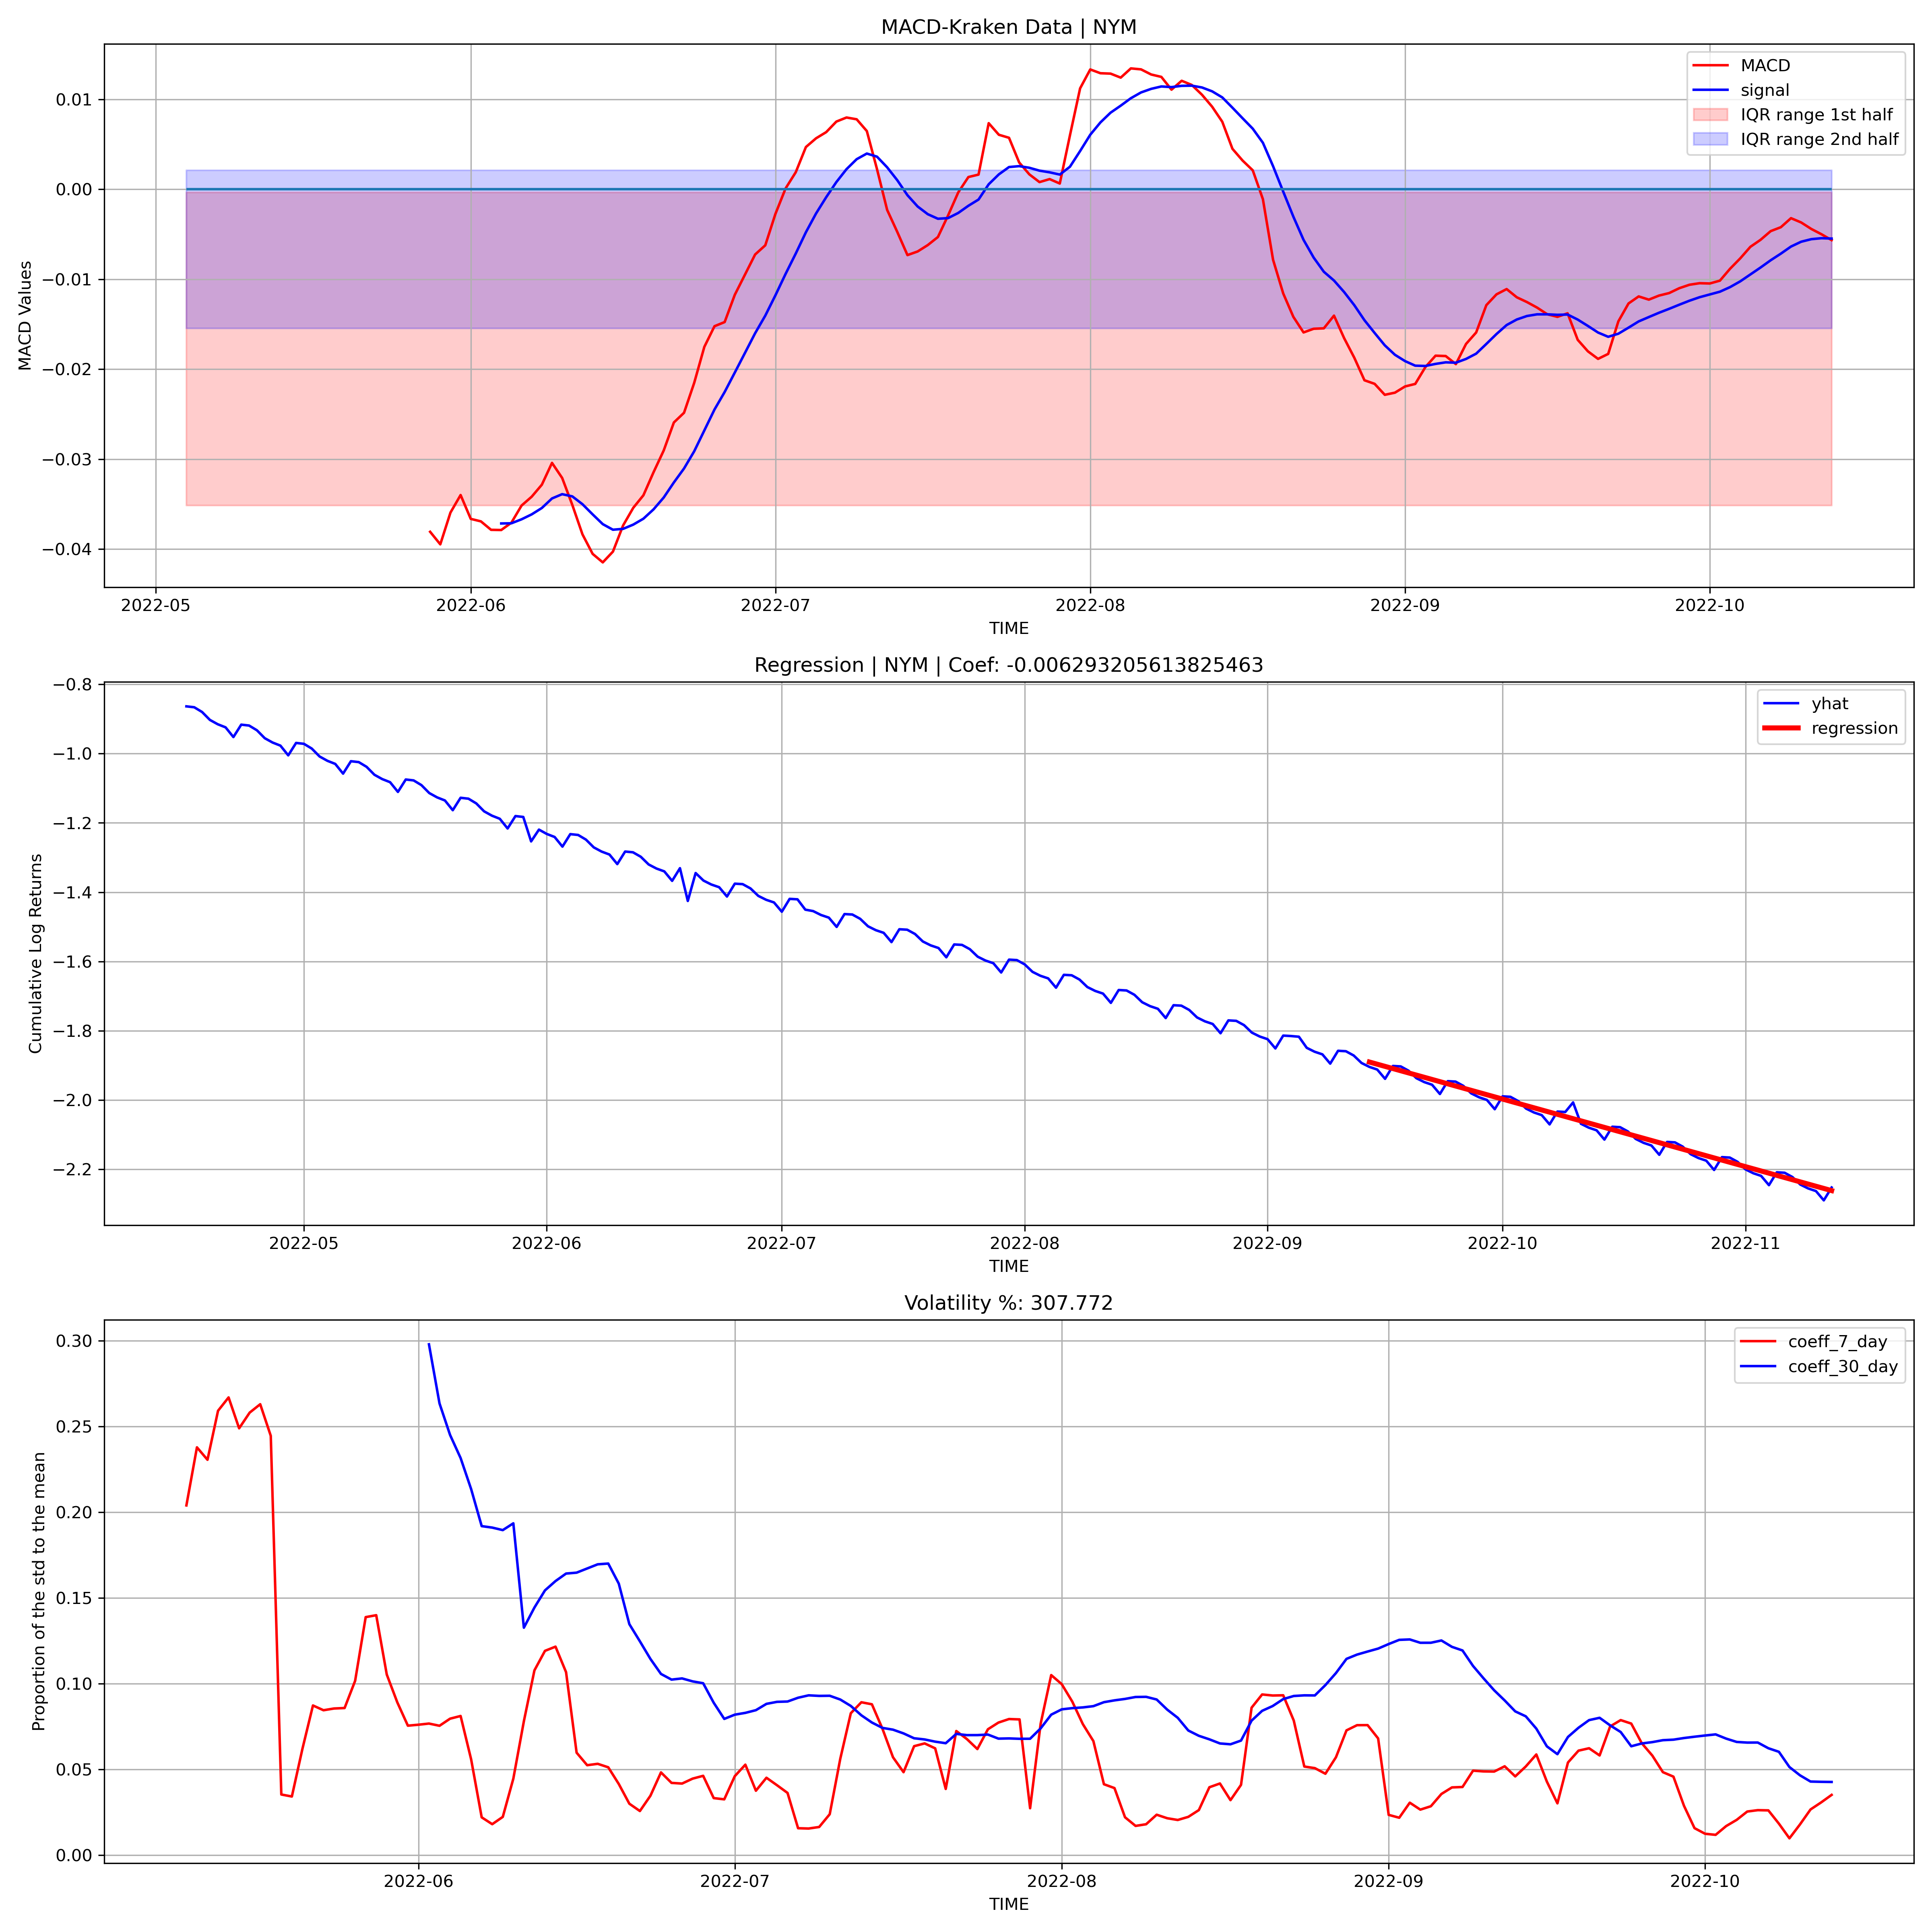 MACD-Kraken Data | NYM
MACD
signal
IQR range 1st half
IQR range 2nd half
0.01
0.00
−0.01
−0.02
−0.03
−0.04
MACD Values
2022-05
2022-06
2022-07
2022-08
2022-09
2022-10
TIME
Regression | NYM | Coef: -0.006293205613825463
yhat
regression
−0.8
−1.0
−1.2
−1.4
−1.6
−1.8
−2.0
−2.2
Cumulative Log Returns
2022-05
2022-06
2022-07
2022-08
2022-09
2022-10
2022-11
TIME
Volatility %: 307.772
coeff_7_day
coeff_30_day
0.30
0.25
0.20
0.15
0.10
0.05
0.00
Proportion of the std to the mean
2022-06
2022-07
2022-08
2022-09
2022-10
TIME